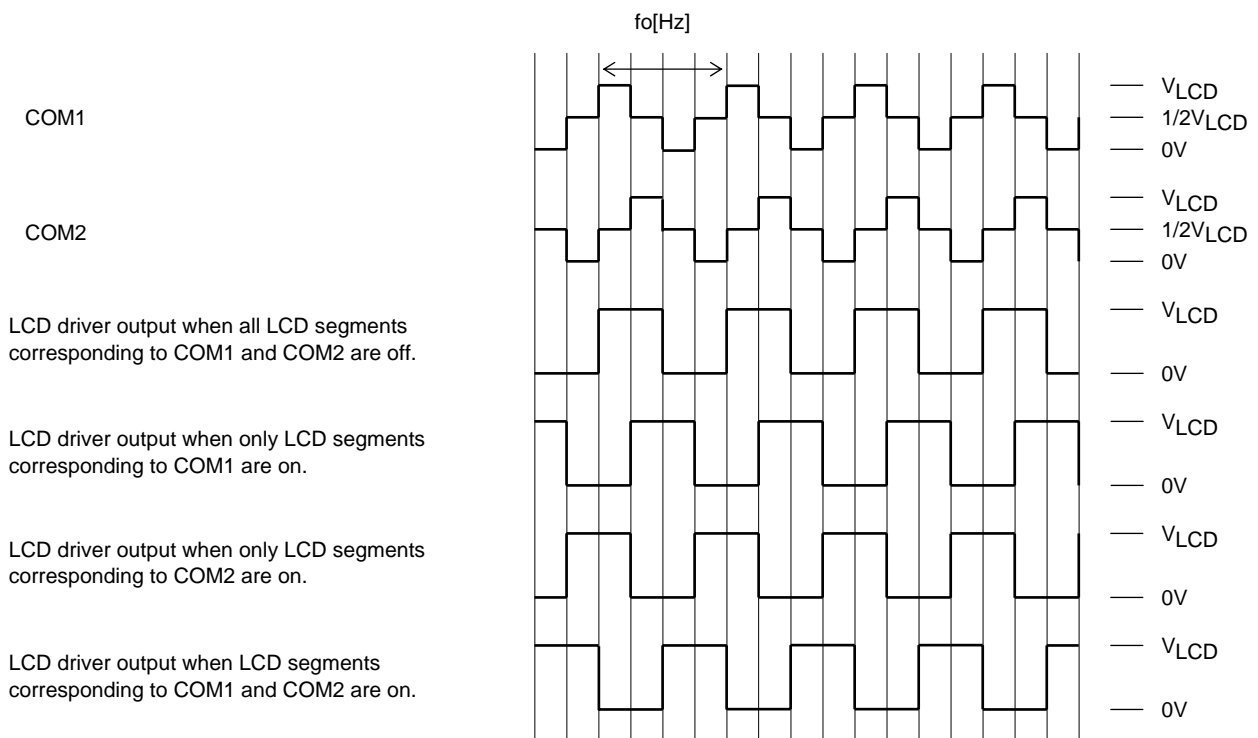 fo[Hz]
COM1
VLCD
1/2VLCD
0V
COM2
VLCD
1/2VLCD
0V
LCD driver output when all LCD segments
corresponding to COM1 and COM2 are off.
VLCD
0V
LCD driver output when only LCD segments
corresponding to COM1 are on.
VLCD
0V
LCD driver output when only LCD segments
corresponding to COM2 are on.
VLCD
0V
LCD driver output when LCD segments
corresponding to COM1 and COM2 are on.
VLCD
0V